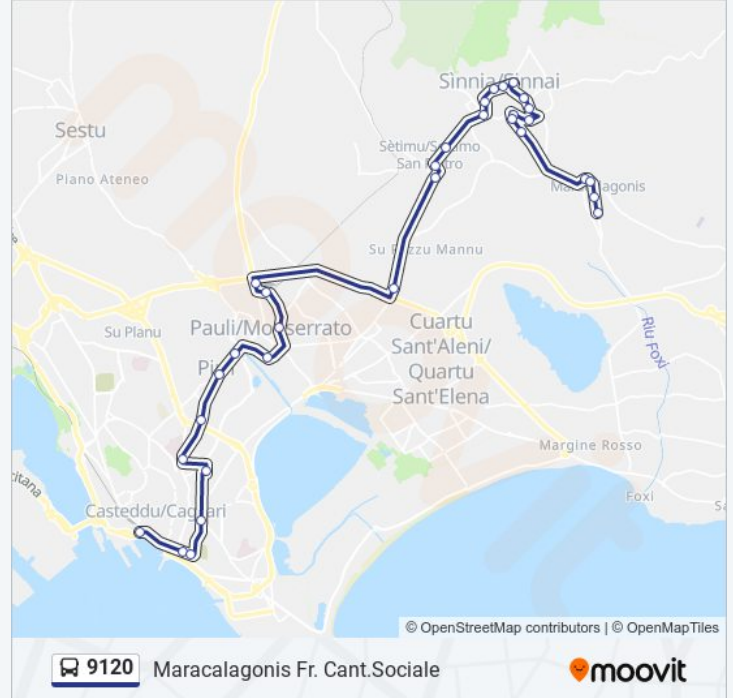 Sìnnia/Sinnai
Sestu
Sètimu/Settimo
San Pietro
Piano Ateneo
Maracalagonis
Su Pizzu Mannu
Su Planu
Pauli/Monserrato
Cuartu
Sant'Aleni/
Quartu
Sant'Elena
Riu Foxi
Pirri
Margine Rosso
Foxi
Casteddu/Cagliari
© OpenStreetMap contributors | © OpenMapTiles
9120 Maracalagonis Fr. Cant.Sociale
moovit